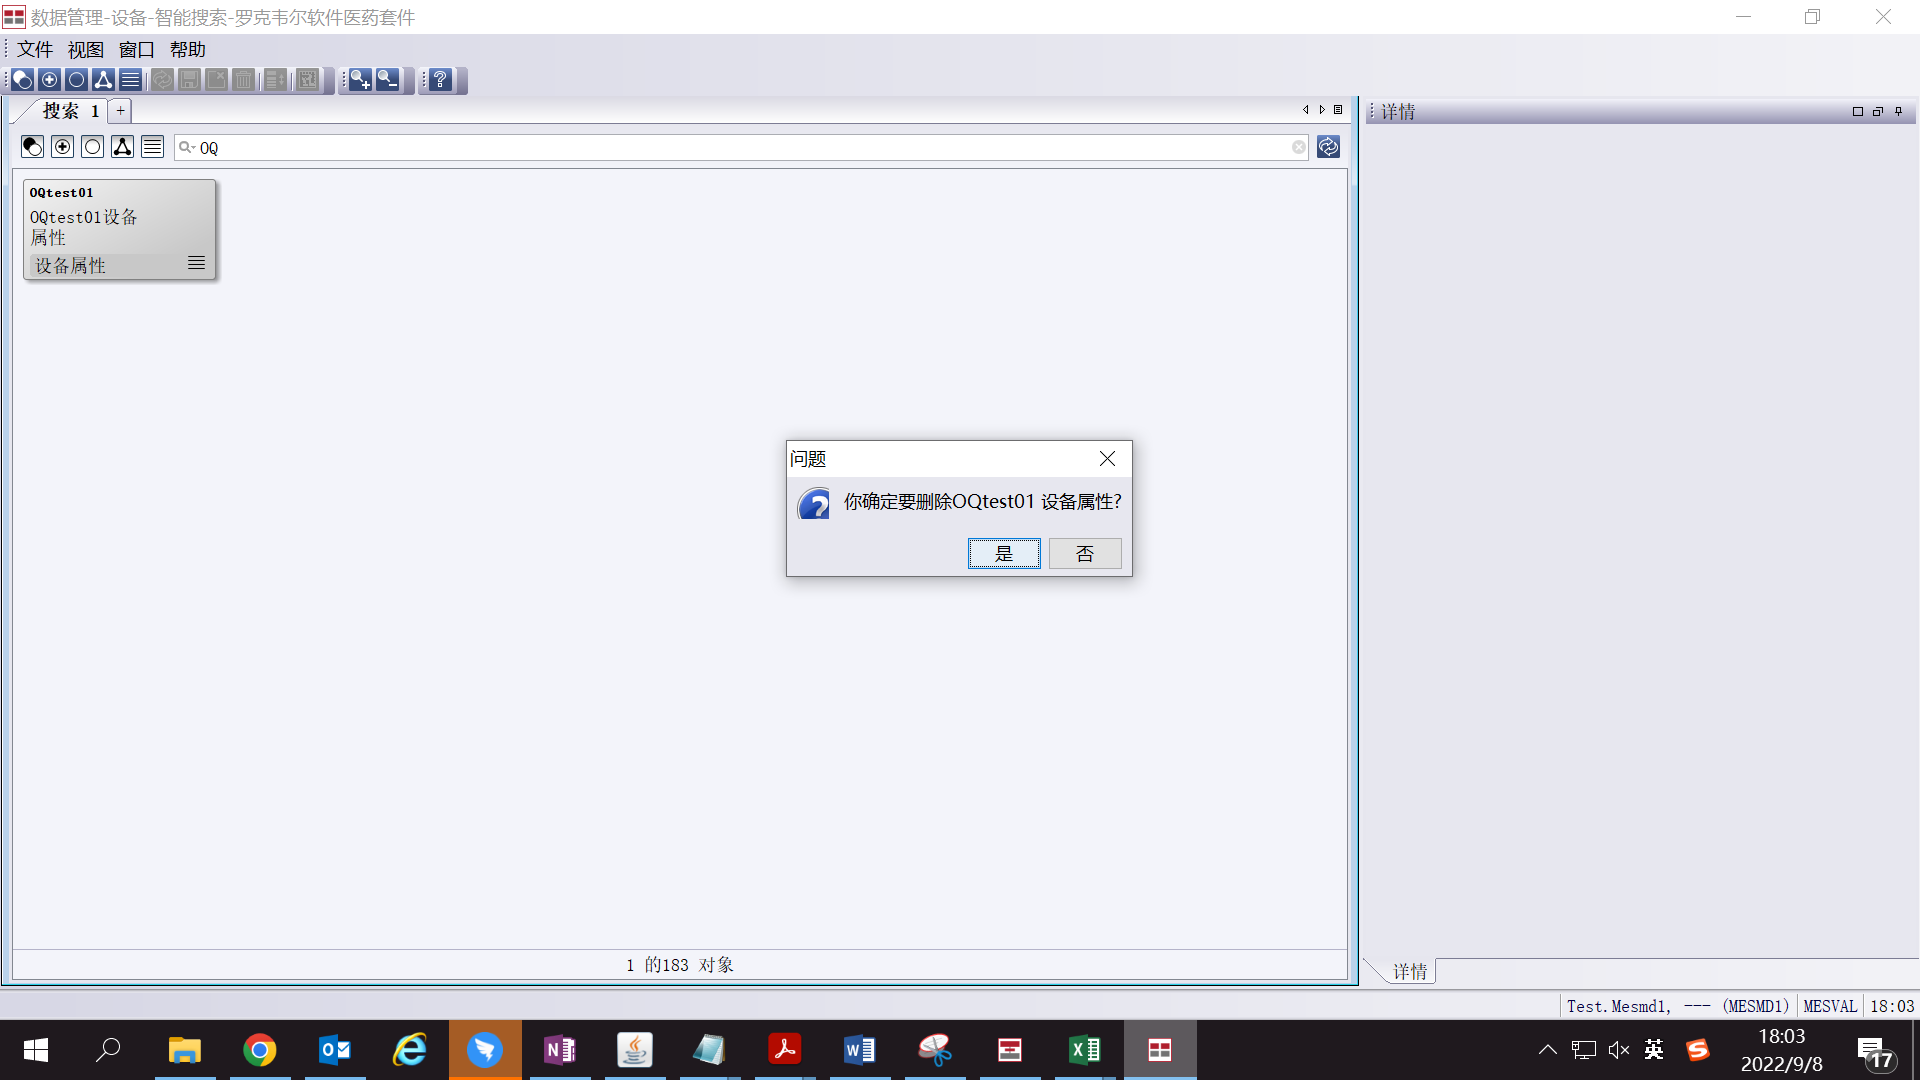 数据管理-设备-智能搜索-罗克韦尔软件医药套件
文件 视图 窗口 帮助
搜索 1 +
详情
OQ
OQtest01
OQtest01设备
属性
设备属性
问题
你确定要删除OQtest01 设备属性?
是 否
1 的183 对象
详情
Test.Mesmd1, --- (MESMD1) MESVAL 18:03
英
18:03
2022/9/8
17